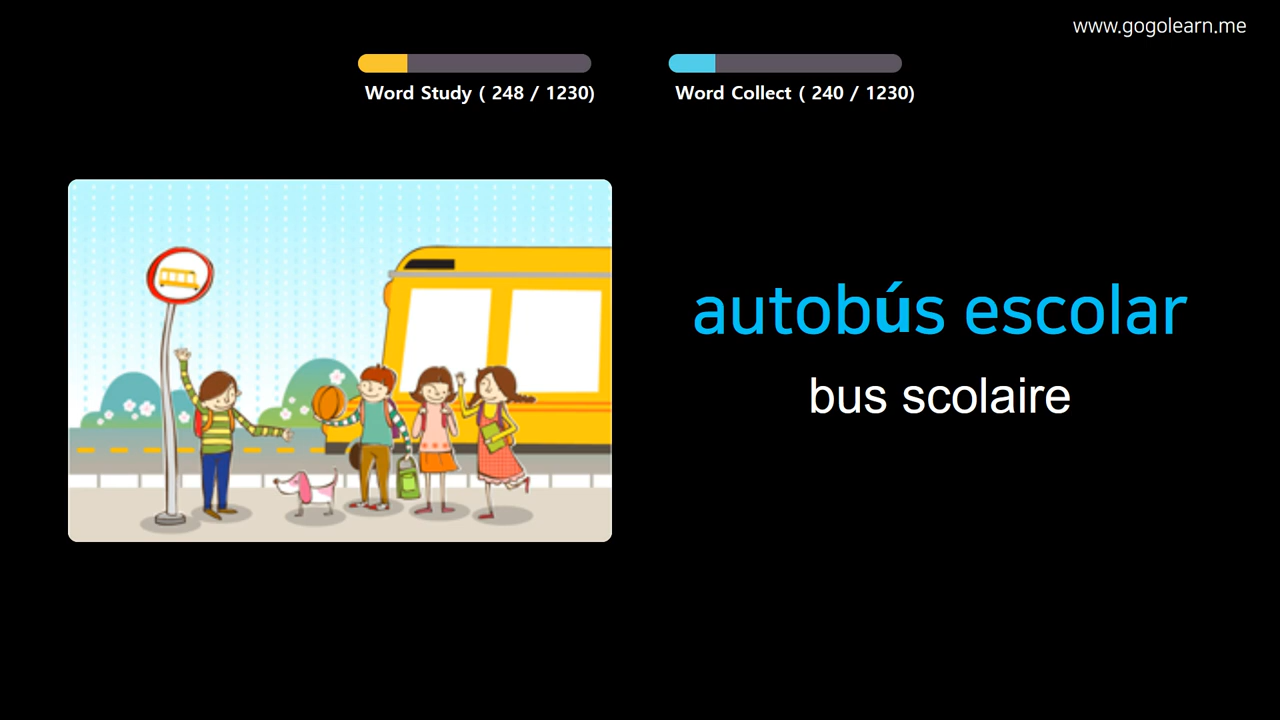 www.gogolearn.me
Word Study ( 248 / 1230)
Word Collect ( 240 / 1230)
autobús escolar
bus scolaire